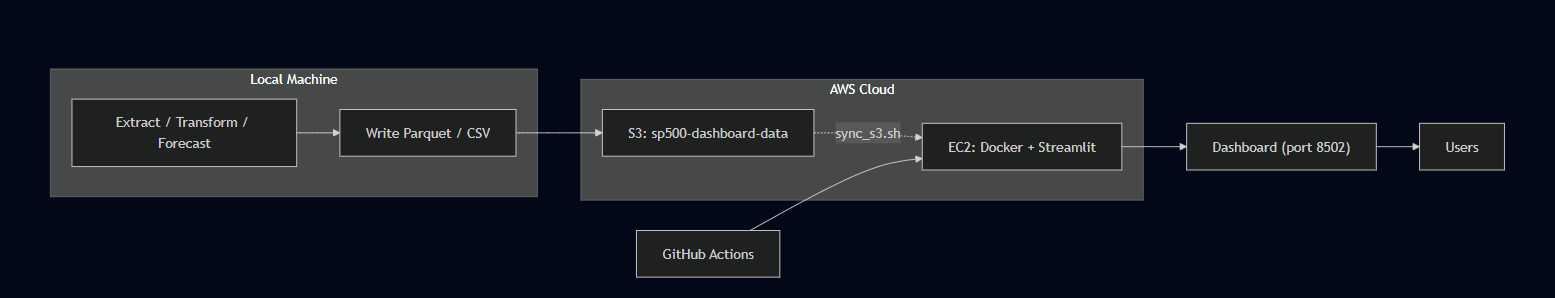 Local Machine
Extract / Transform /
Forecast
Write Parquet / CSV
AWS Cloud
S3: sp500-dashboard-data
sync_s3.sh
EC2: Docker + Streamlit
Dashboard (port 8502)
Users
GitHub Actions